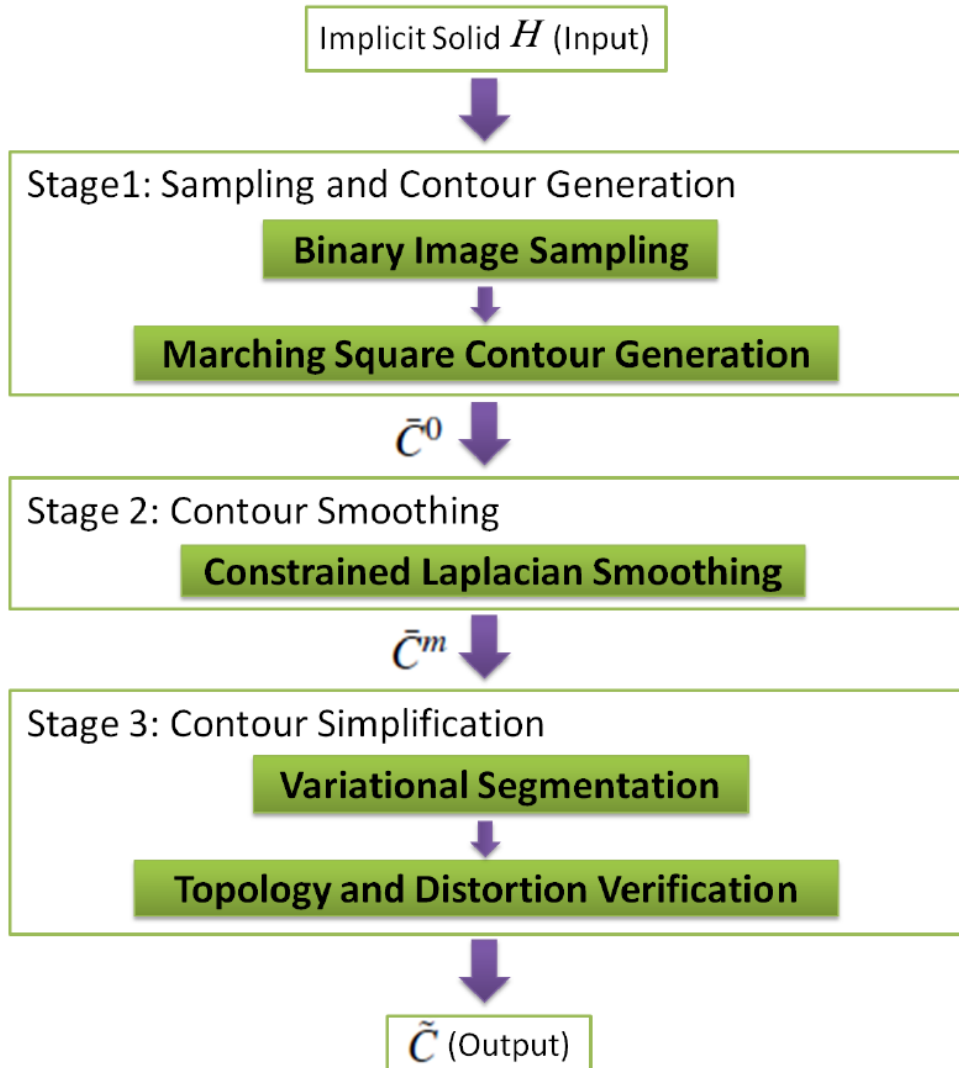 Implicit Solid H (Input)
Stage1: Sampling and Contour Generation
Binary Image Sampling
Marching Square Contour Generation
C̄⁰
Stage 2: Contour Smoothing
Constrained Laplacian Smoothing
C̄ᵐ
Stage 3: Contour Simplification
Variational Segmentation
Topology and Distortion Verification
C̃ (Output)